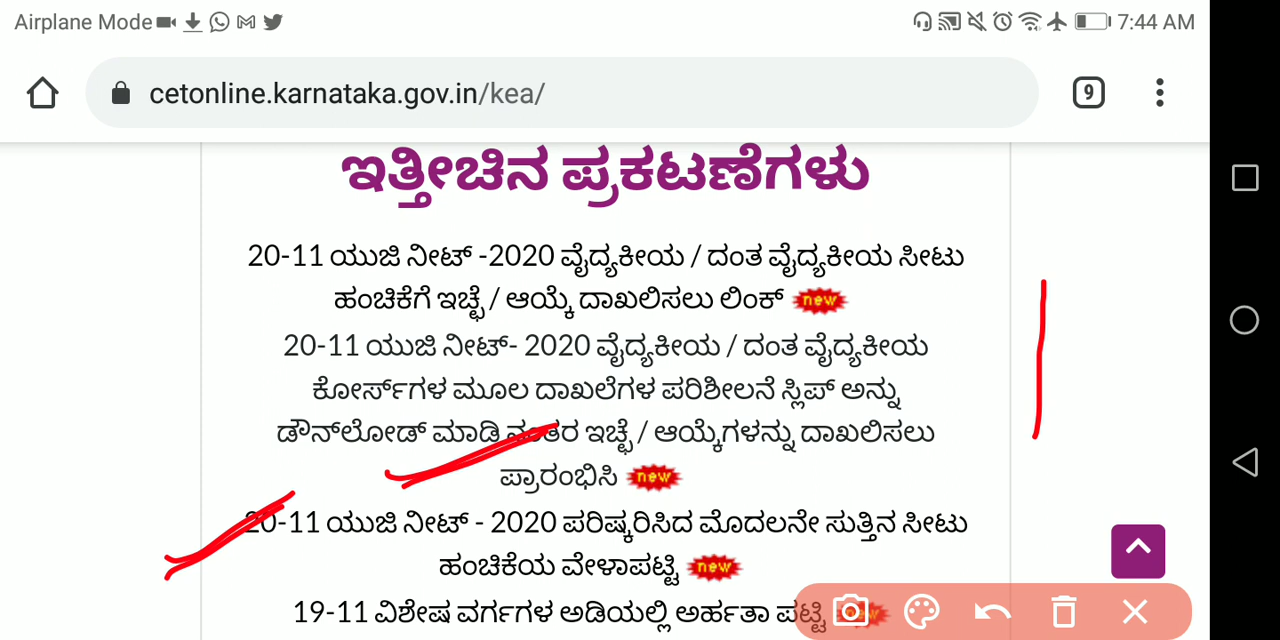 Airplane Mode 7:44 AM
cetonline.karnataka.gov.in/kea/ 9
ಇತ್ತೀಚಿನ ಪ್ರಕಟಣೆಗಳು
20-11 ಯುಜಿ ನೀಟ್ -2020 ವೈದ್ಯಕೀಯ / ದಂತ ವೈದ್ಯಕೀಯ ಸೀಟು
ಹಂಚಿಕೆಗೆ ಇಚ್ಛೆ / ಆಯ್ಕೆ ದಾಖಲಿಸಲು ಲಿಂಕ್ new
20-11 ಯುಜಿ ನೀಟ್- 2020 ವೈದ್ಯಕೀಯ / ದಂತ ವೈದ್ಯಕೀಯ
ಕೋರ್ಸ್‌ಗಳ ಮೂಲ ದಾಖಲೆಗಳ ಪರಿಶೀಲನೆ ಸ್ಲಿಪ್ ಅನ್ನು
ಡೌನ್‌ಲೋಡ್ ಮಾಡಿ ನಂತರ ಇಚ್ಛೆ / ಆಯ್ಕೆಗಳನ್ನು ದಾಖಲಿಸಲು
ಪ್ರಾರಂಭಿಸಿ new
20-11 ಯುಜಿ ನೀಟ್ - 2020 ಪರಿಷ್ಕರಿಸಿದ ಮೊದಲನೇ ಸುತ್ತಿನ ಸೀಟು
ಹಂಚಿಕೆಯ ವೇಳಾಪಟ್ಟಿ new
19-11 ವಿಶೇಷ ವರ್ಗಗಳ ಅಡಿಯಲ್ಲಿ ಅರ್ಹತಾ ಪಟ್ಟಿ new